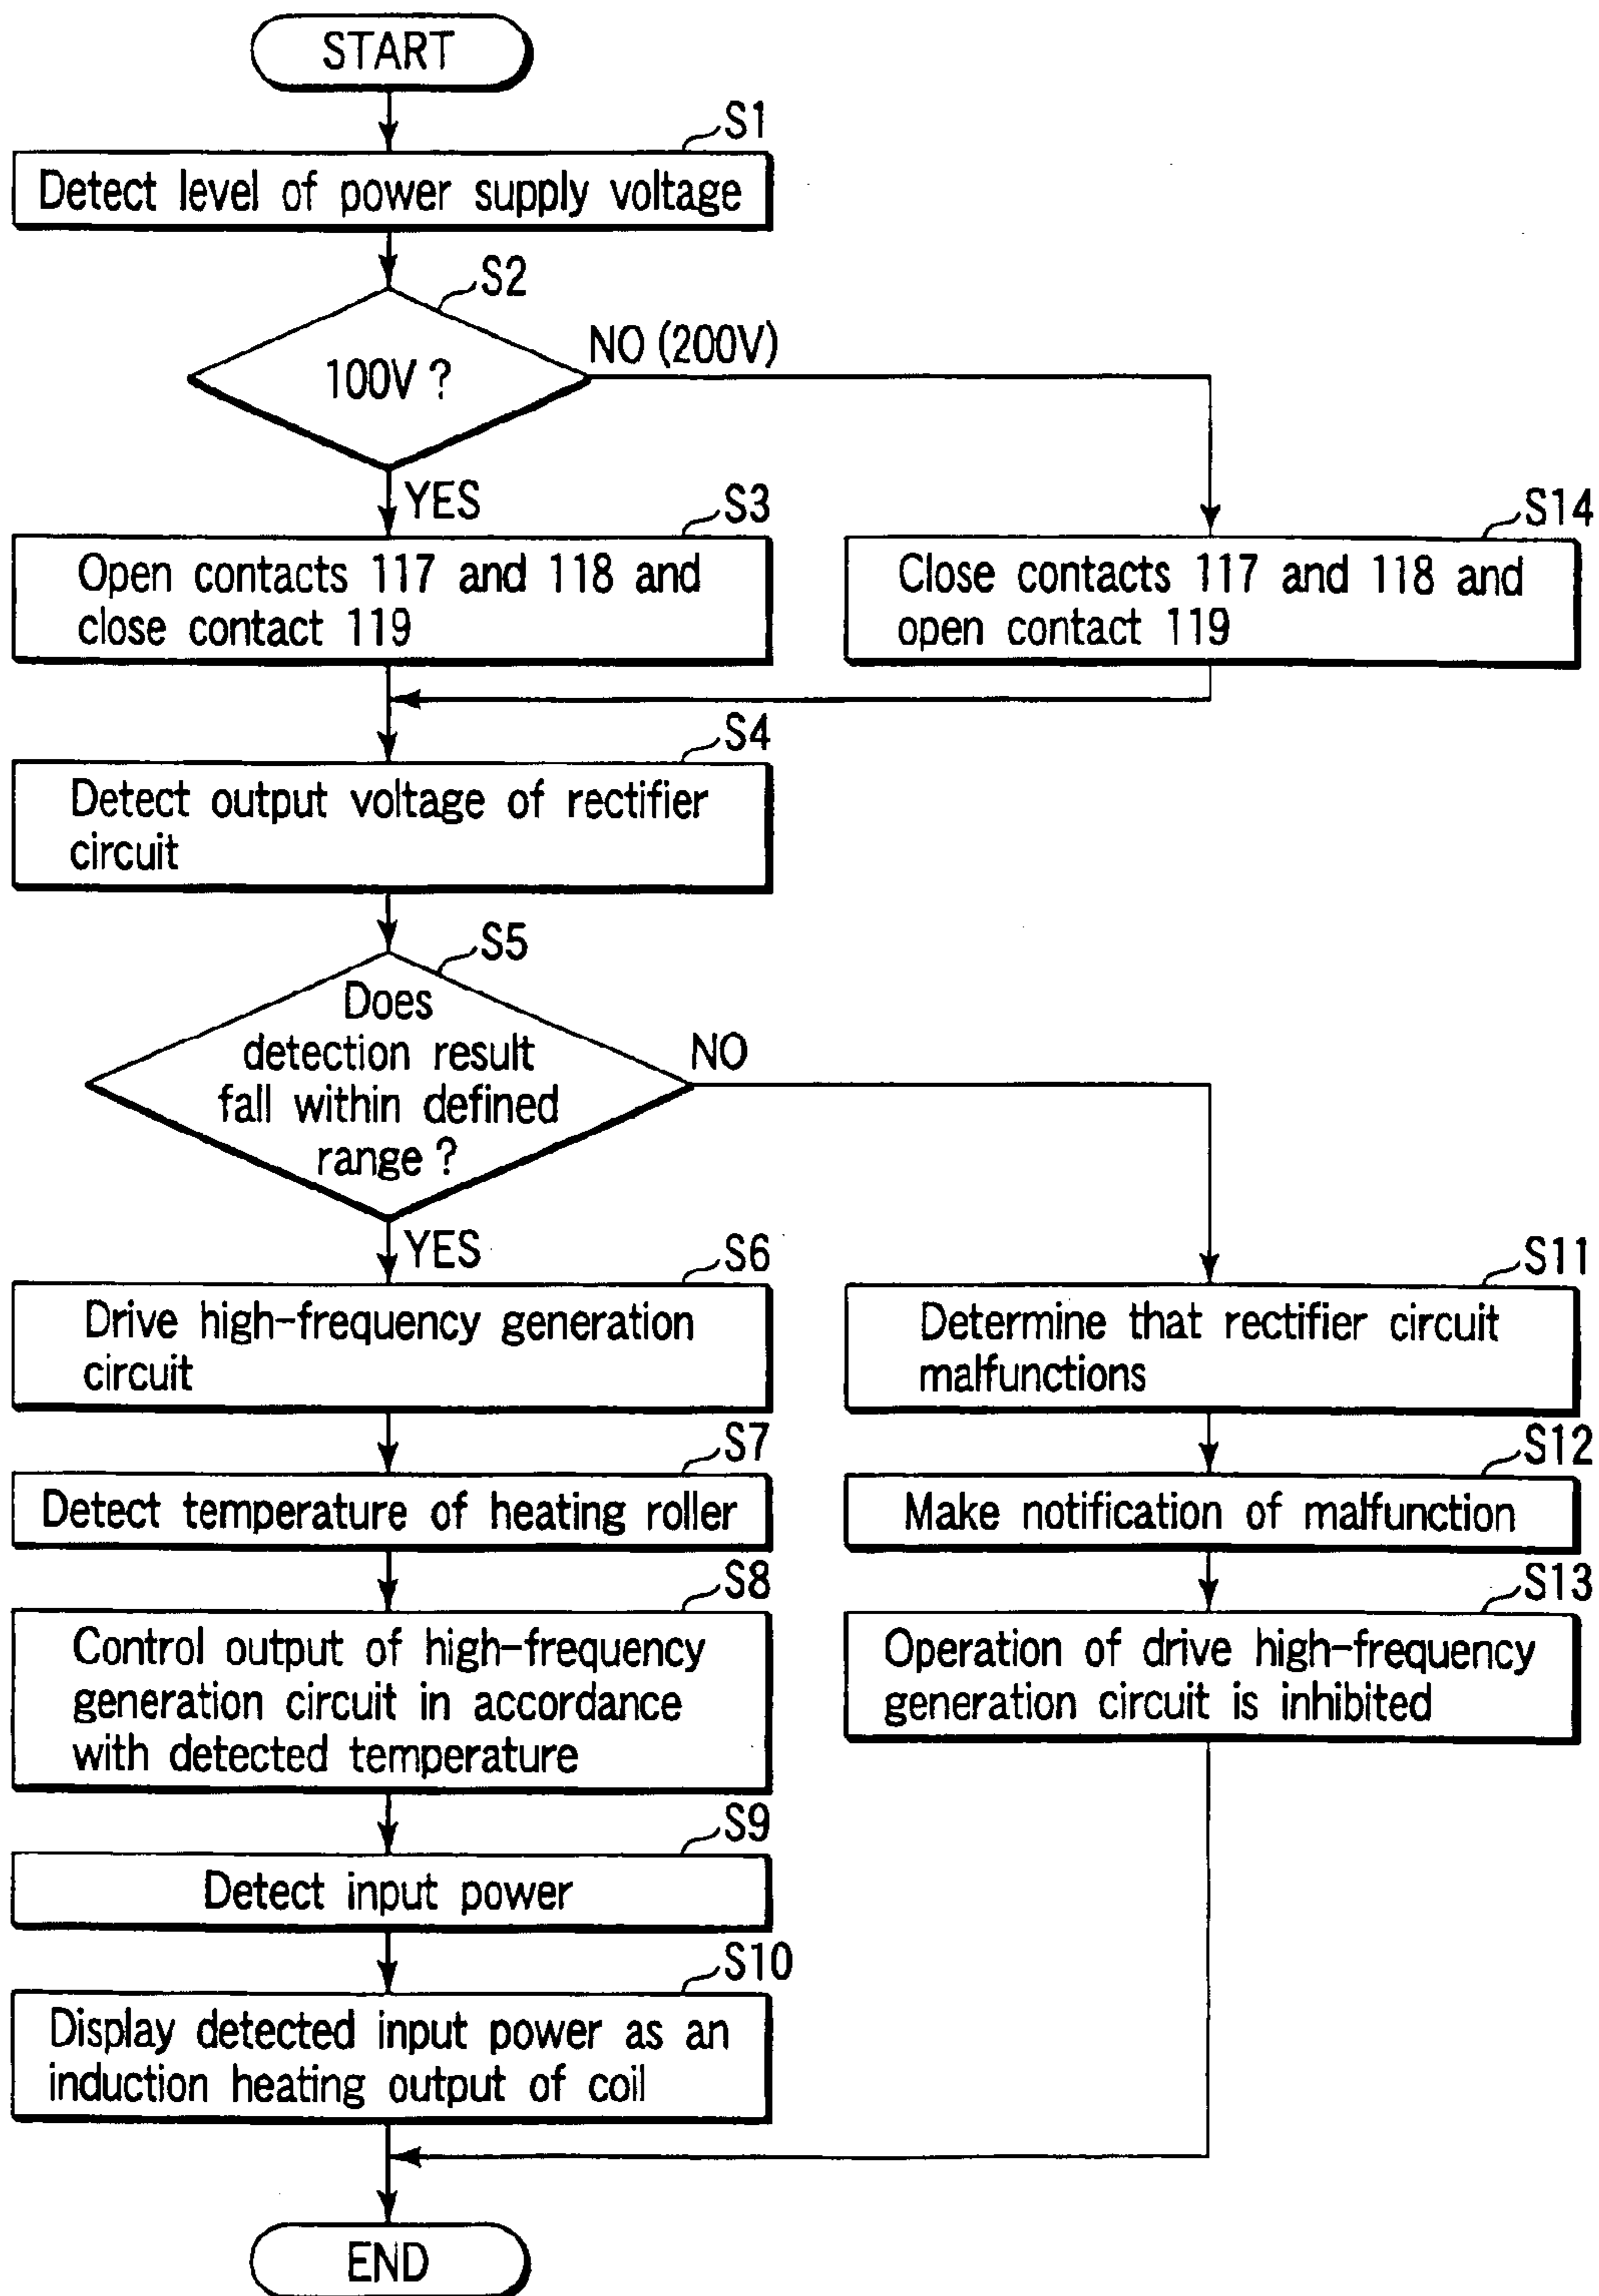 START
S1
Detect level of power supply voltage
S2
100V ?
NO (200V)
YES
S3
Open contacts 117 and 118 and
close contact 119
S14
Close contacts 117 and 118 and
open contact 119
S4
Detect output voltage of rectifier
circuit
S5
Does
detection result
fall within defined
range ?
NO
YES
S6
Drive high-frequency generation
circuit
S11
Determine that rectifier circuit
malfunctions
S7
Detect temperature of heating roller
S12
Make notification of malfunction
S8
Control output of high-frequency
generation circuit in accordance
with detected temperature
S13
Operation of drive high-frequency
generation circuit is inhibited
S9
Detect input power
S10
Display detected input power as an
induction heating output of coil
END